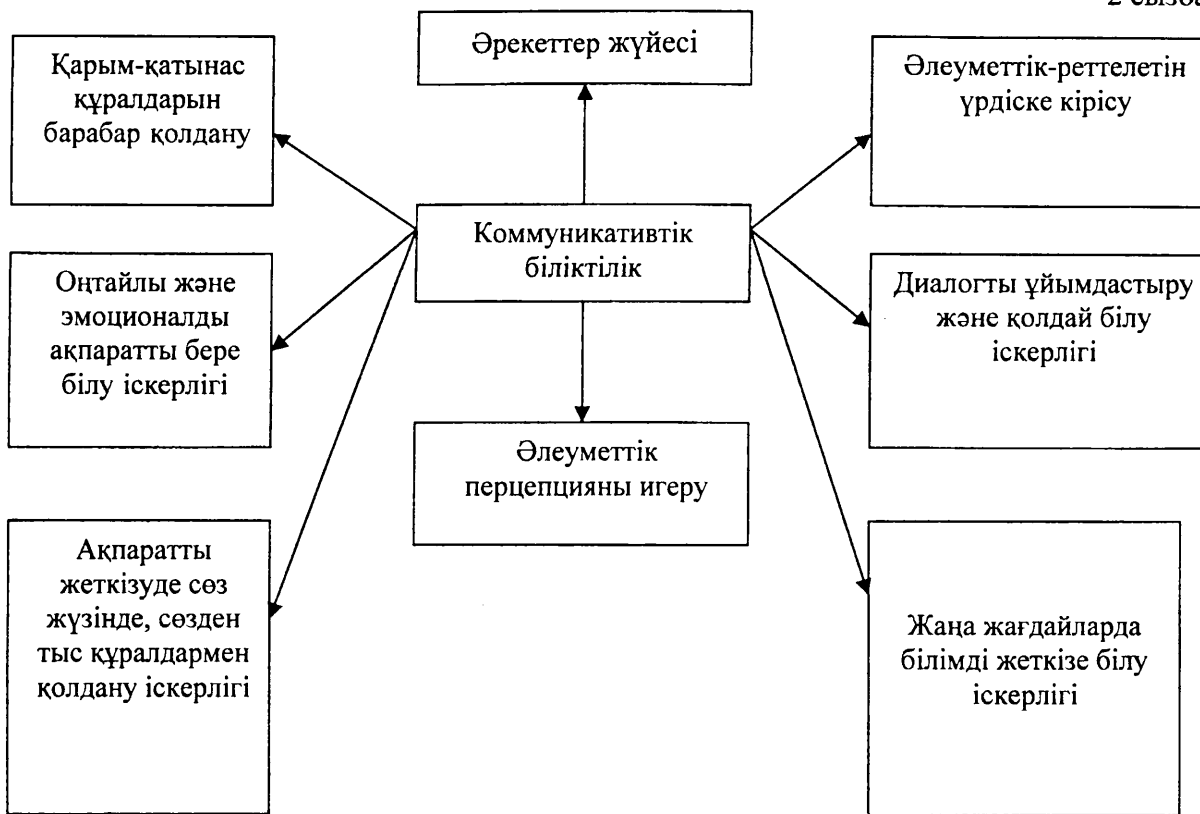 Қарым-қатынас
құралдарын
барабар қолдану
Әрекеттер жүйесі
Әлеуметтік-реттелетін
үрдіске кірісу
Коммуникативтік
біліктілік
Оңтайлы және
эмоционалды
ақпаратты бере
білу іскерлігі
Диалогты ұйымдастыру
және қолдай білу
іскерлігі
Әлеуметтік
перцепцияны игеру
Ақпаратты
жеткізуде сөз
жүзінде, сөзден
тыс құралдармен
қолдану іскерлігі
Жаңа жағдайларда
білімді жеткізе білу
іскерлігі